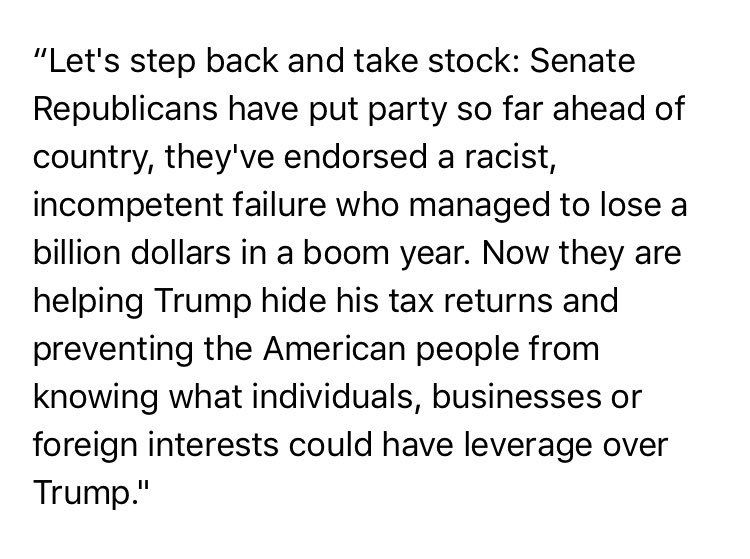 “Let's step back and take stock: Senate
Republicans have put party so far ahead of
country, they've endorsed a racist,
incompetent failure who managed to lose a
billion dollars in a boom year. Now they are
helping Trump hide his tax returns and
preventing the American people from
knowing what individuals, businesses or
foreign interests could have leverage over
Trump."